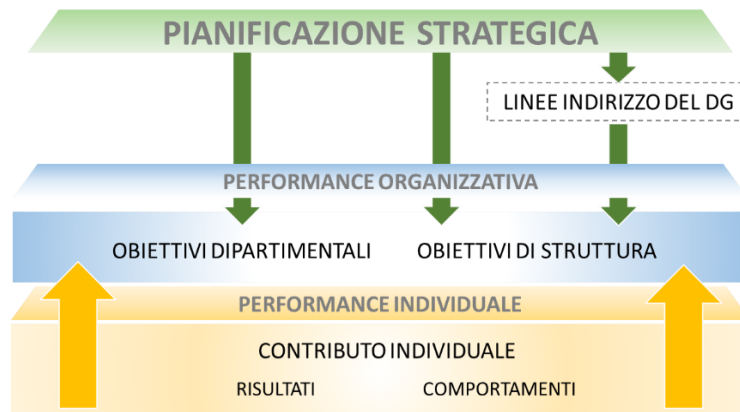 PIANIFICAZIONE STRATEGICA
LINEE INDIRIZZO DEL DG
PERFORMANCE ORGANIZZATIVA
OBIETTIVI DIPARTIMENTALI OBIETTIVI DI STRUTTURA
PERFORMANCE INDIVIDUALE
CONTRIBUTO INDIVIDUALE
RISULTATI COMPORTAMENTI